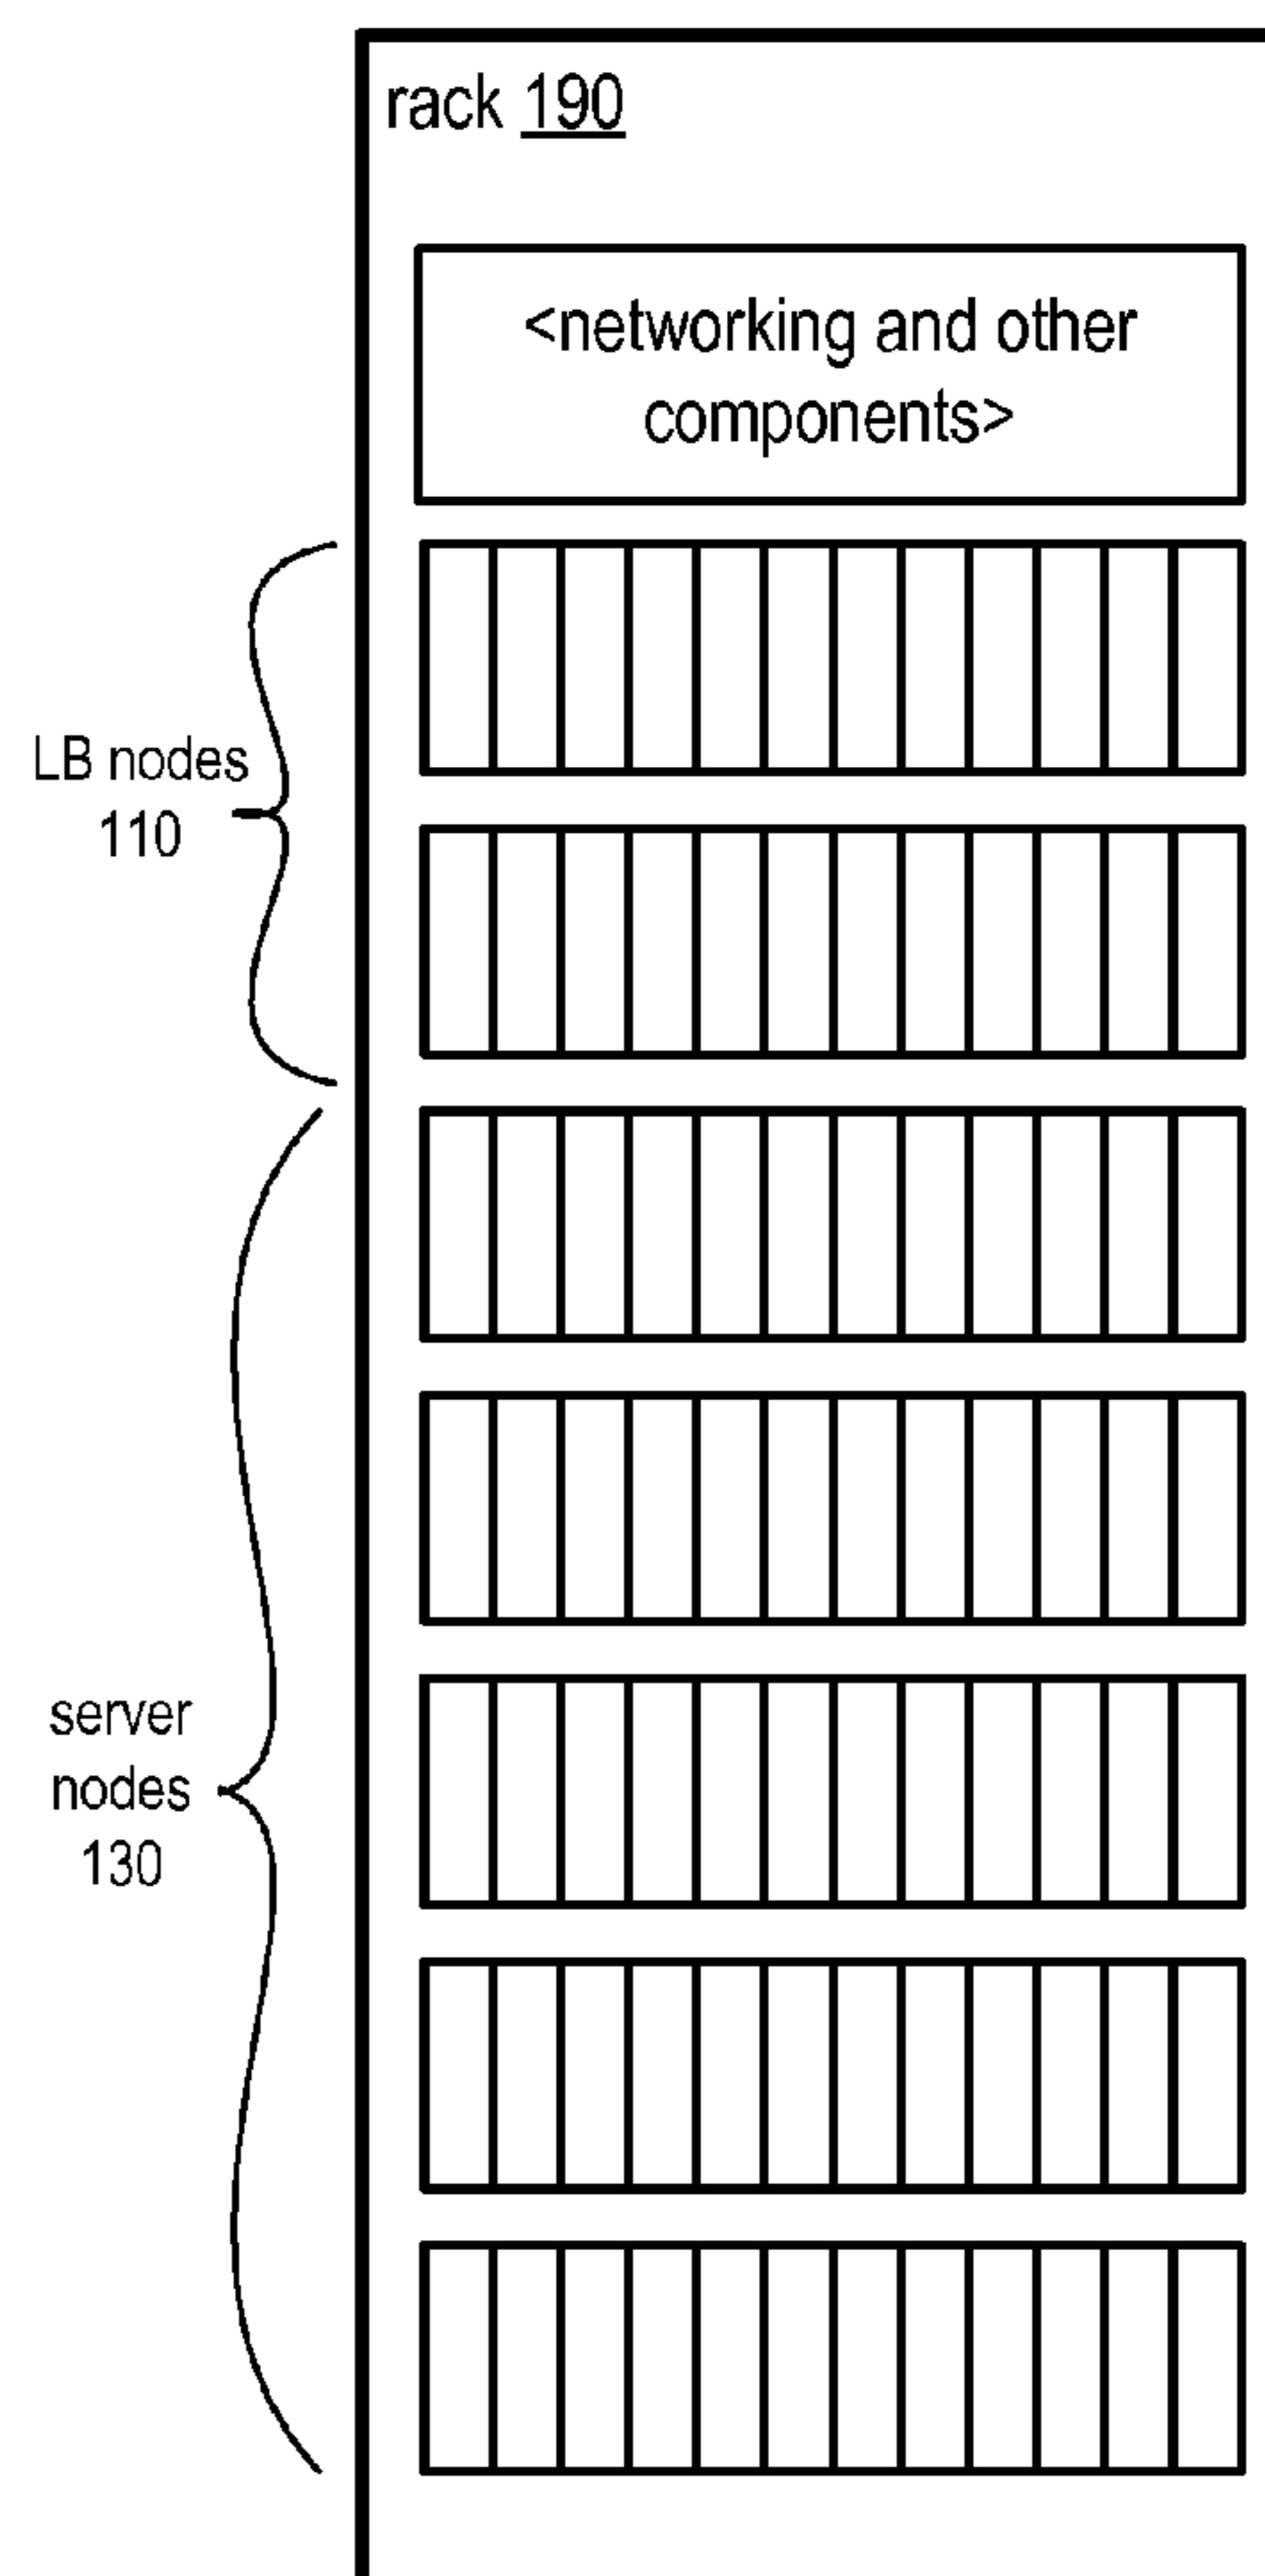 rack 190
<networking and other
components>
LB nodes
110
server
nodes
130